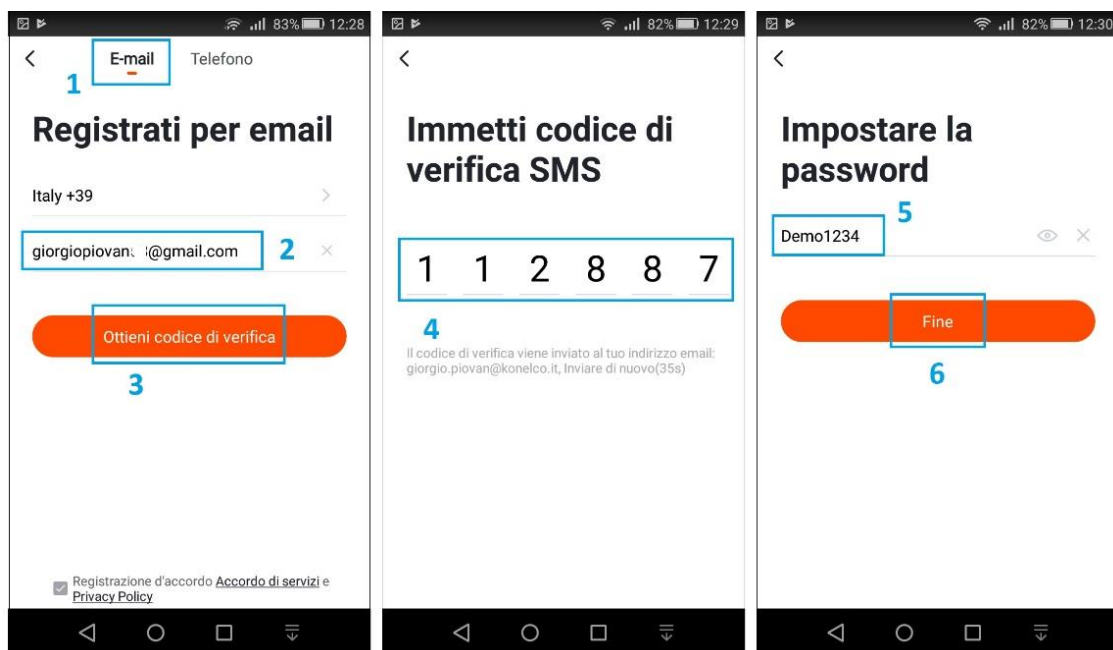 83% 12:28
E-mail Telefono
1
Registrati per email
Italy +39
@gmail.com
2
Ottieni codice di verifica
3
Registrazione d'accordo Accordo di servizi e
Privacy Policy
82% 12:29
Immetti codice di
verifica SMS
1 1 2 8 8 7
4
Il codice di verifica viene inviato al tuo indirizzo email:
giorgio.piovan@konelco.it, Inviare di nuovo(35s)
82% 12:30
Impostare la
password
5
Demo1234
Fine
6